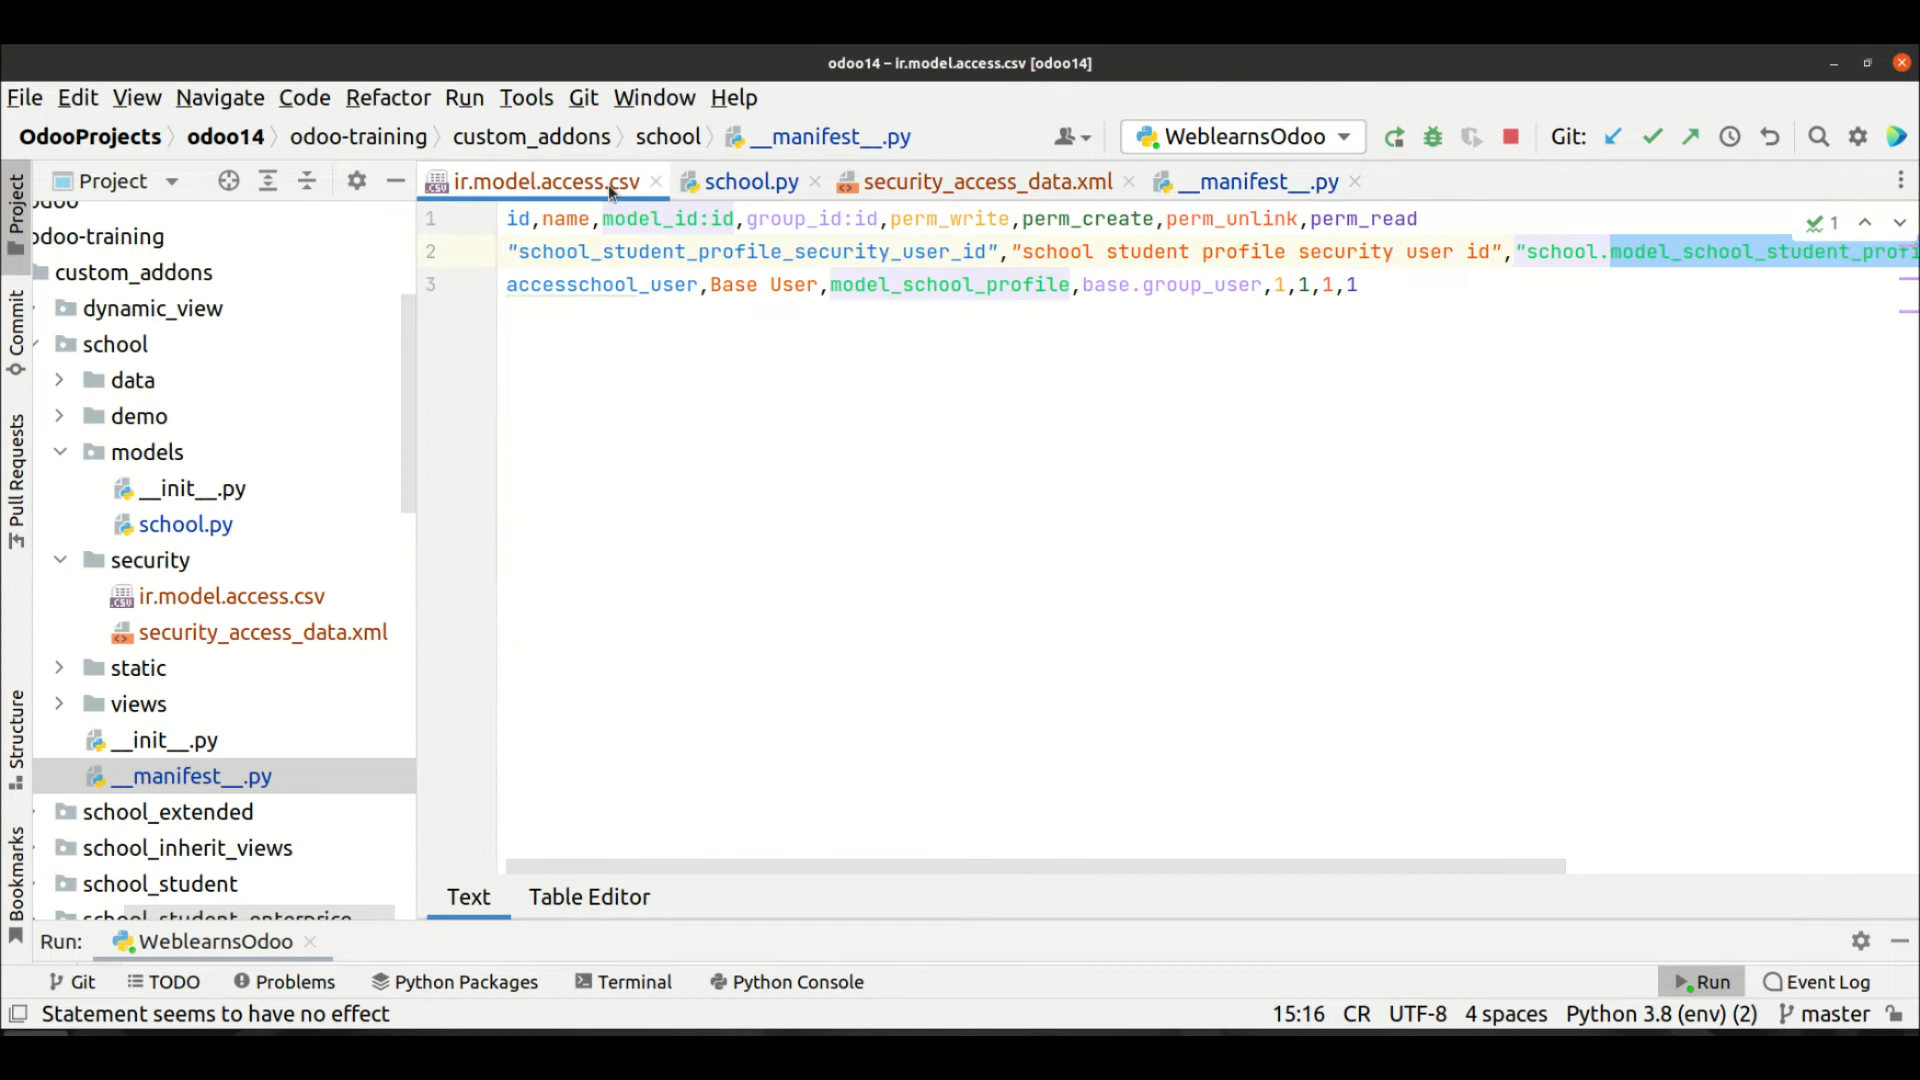 odoo14 – ir.model.access.csv [odoo14]
File Edit View Navigate Code Refactor Run Tools Git Window Help
OdooProjects odoo14 odoo-training custom_addons school __manifest__.py WeblearnsOdoo Git:
Project ir.model.access.csv school.py security_access_data.xml __manifest__.py
1 id,name,model_id:id,group_id:id,perm_write,perm_create,perm_unlink,perm_read
1
2 "school_student_profile_security_user_id","school student profile security user id","school.model_school_student_profi
3 accesschool_user,Base User,model_school_profile,base.group_user,1,1,1,1
odoo-training
custom_addons
dynamic_view
school
data
demo
models
__init__.py
school.py
security
ir.model.access.csv
security_access_data.xml
static
views
__init__.py
__manifest__.py
school_extended
school_inherit_views
school_student
school_student_enterprise
Project
Commit
Pull Requests
Structure
Bookmarks
Text Table Editor
Run: WeblearnsOdoo
Git TODO Problems Python Packages Terminal Python Console Run Event Log
Statement seems to have no effect 15:16 CR UTF-8 4 spaces Python 3.8 (env) (2) master